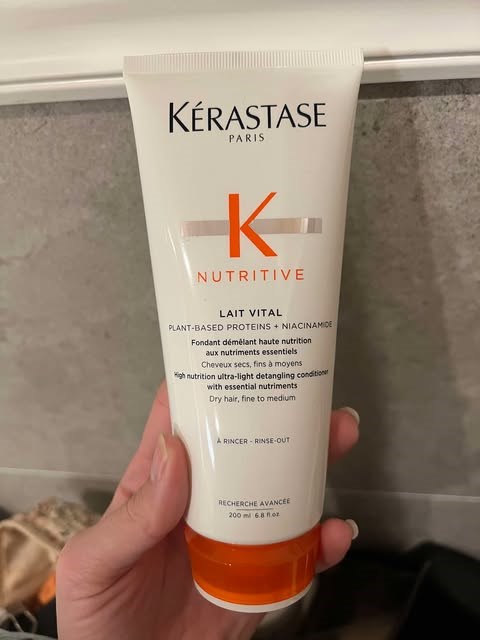 KÉRASTASE
PARIS
K
NUTRITIVE
LAIT VITAL
PLANT-BASED PROTEINS + NIACINAMIDE
Fondant démêlant haute nutrition
aux nutriments essentiels
Cheveux secs, fins à moyens
High nutrition ultra-light detangling conditioner
with essential nutriments
Dry hair, fine to medium
À RINCER - RINSE-OUT
RECHERCHE AVANCÉE
200 ml 6.8 fl.oz